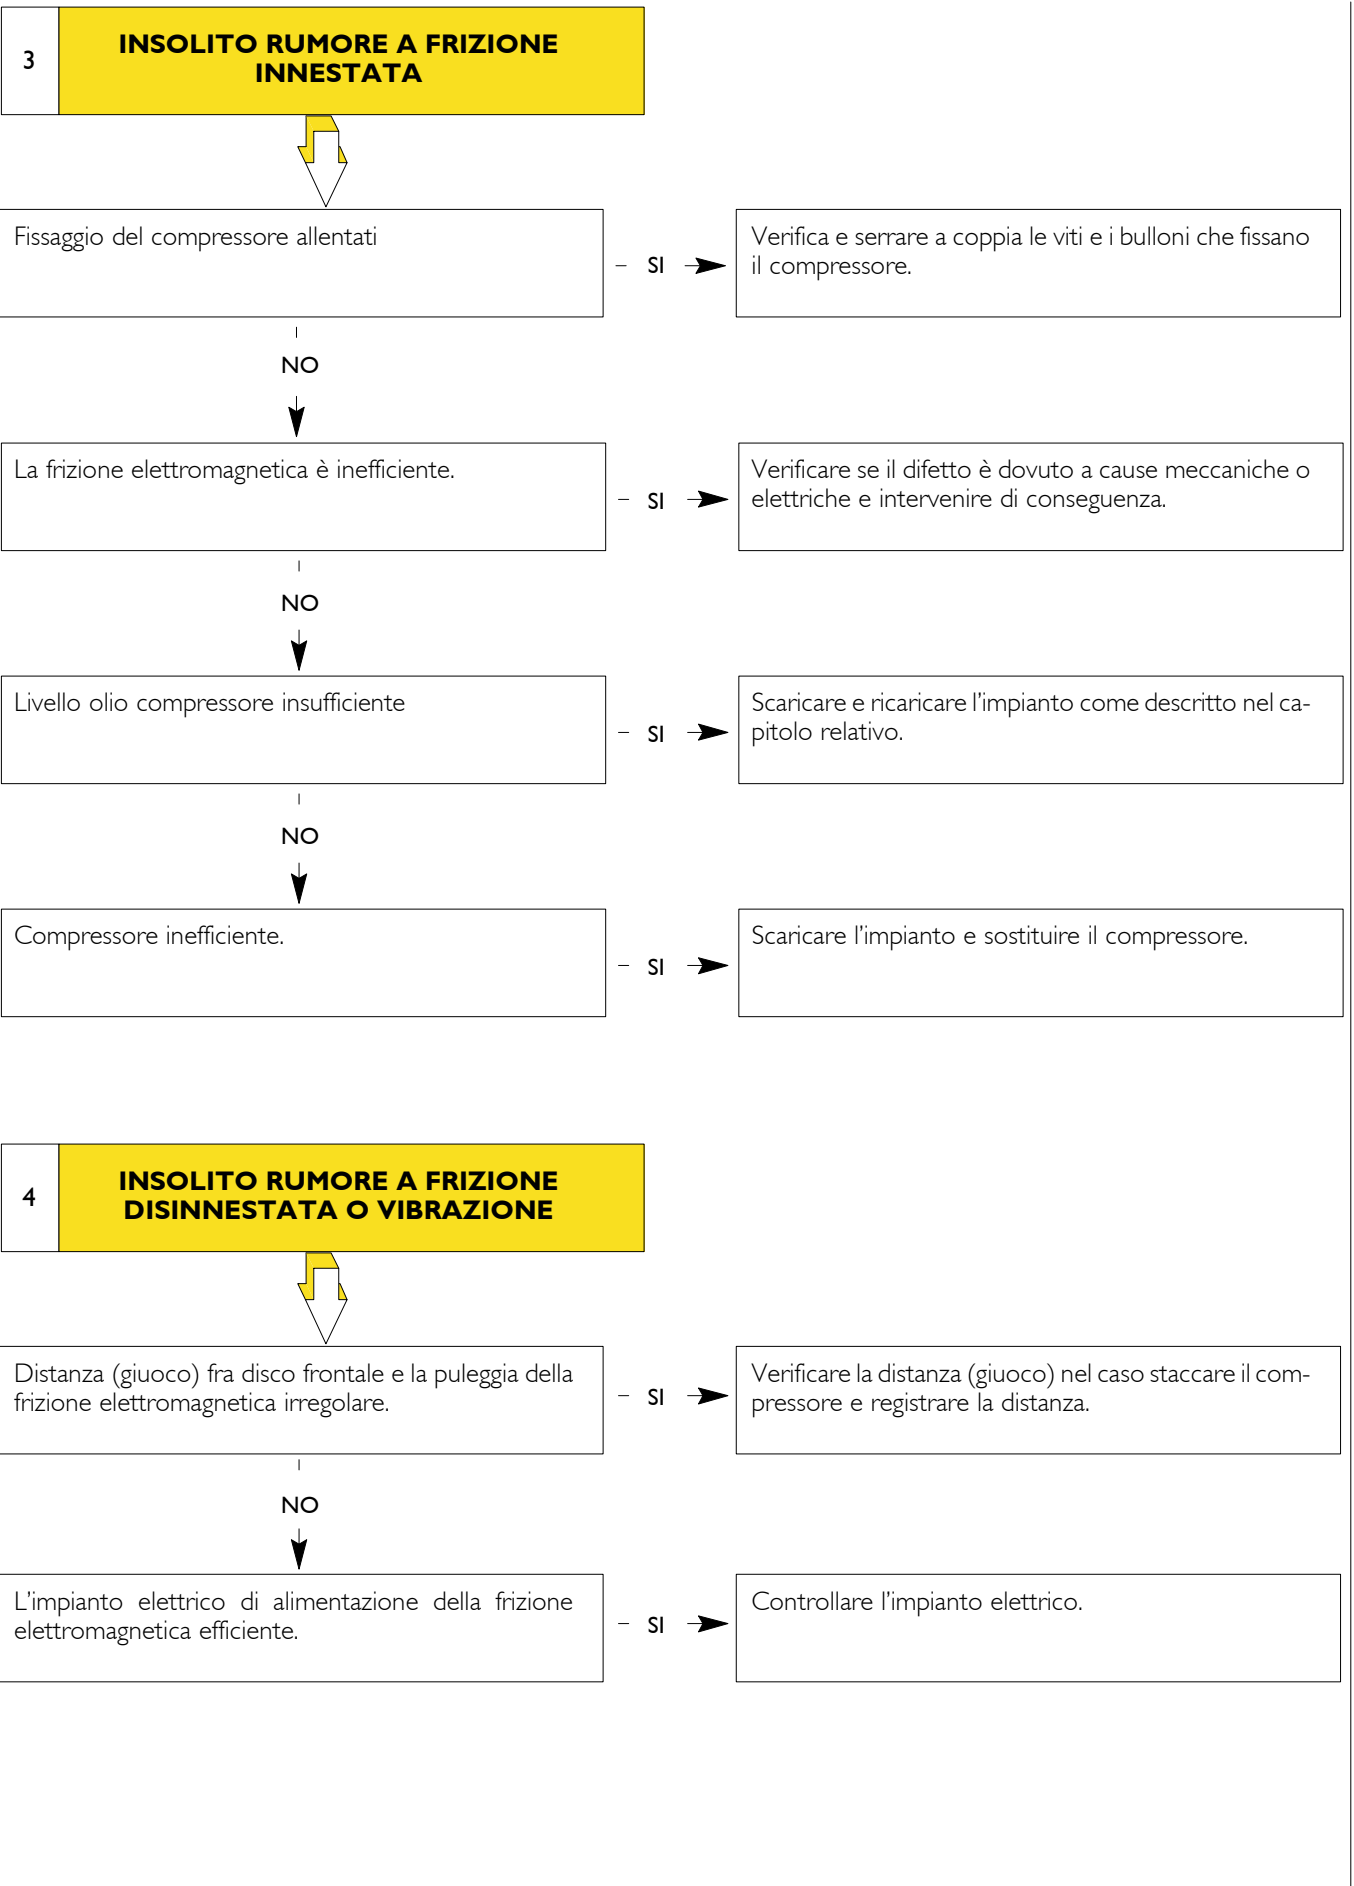 3
INSOLITO RUMORE A FRIZIONE
INNESTATA
Fissaggio del compressore allentati
SI
Verifica e serrare a coppia le viti e i bulloni che fissano
il compressore.
NO
La frizione elettromagnetica è inefficiente.
SI
Verificare se il difetto è dovuto a cause meccaniche o
elettriche e intervenire di conseguenza.
NO
Livello olio compressore insufficiente
SI
Scaricare e ricaricare l'impianto come descritto nel ca-
pitolo relativo.
NO
Compressore inefficiente.
SI
Scaricare l'impianto e sostituire il compressore.
4
INSOLITO RUMORE A FRIZIONE
DISINNESTATA O VIBRAZIONE
Distanza (giuoco) fra disco frontale e la puleggia della
frizione elettromagnetica irregolare.
SI
Verificare la distanza (giuoco) nel caso staccare il com-
pressore e registrare la distanza.
NO
L'impianto elettrico di alimentazione della frizione
elettromagnetica efficiente.
SI
Controllare l'impianto elettrico.